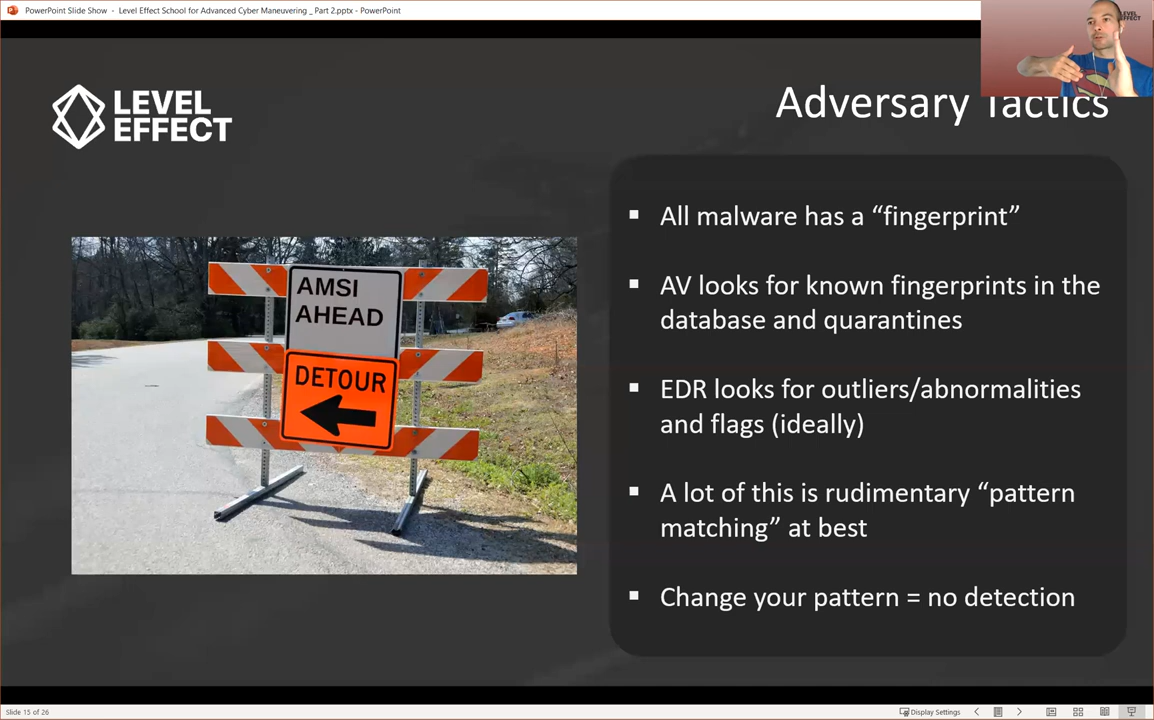 PowerPoint Slide Show - Level Effect School for Advanced Cyber Maneuvering _ Part 2.pptx - PowerPoint
LEVEL
EFFECT
LEVEL
EFFECT
Adversary Tactics
AMSI
AHEAD
DETOUR
▪ All malware has a “fingerprint”
▪ AV looks for known fingerprints in the
database and quarantines
▪ EDR looks for outliers/abnormalities
and flags (ideally)
▪ A lot of this is rudimentary “pattern
matching” at best
▪ Change your pattern = no detection
Slide 15 of 26
Display Settings